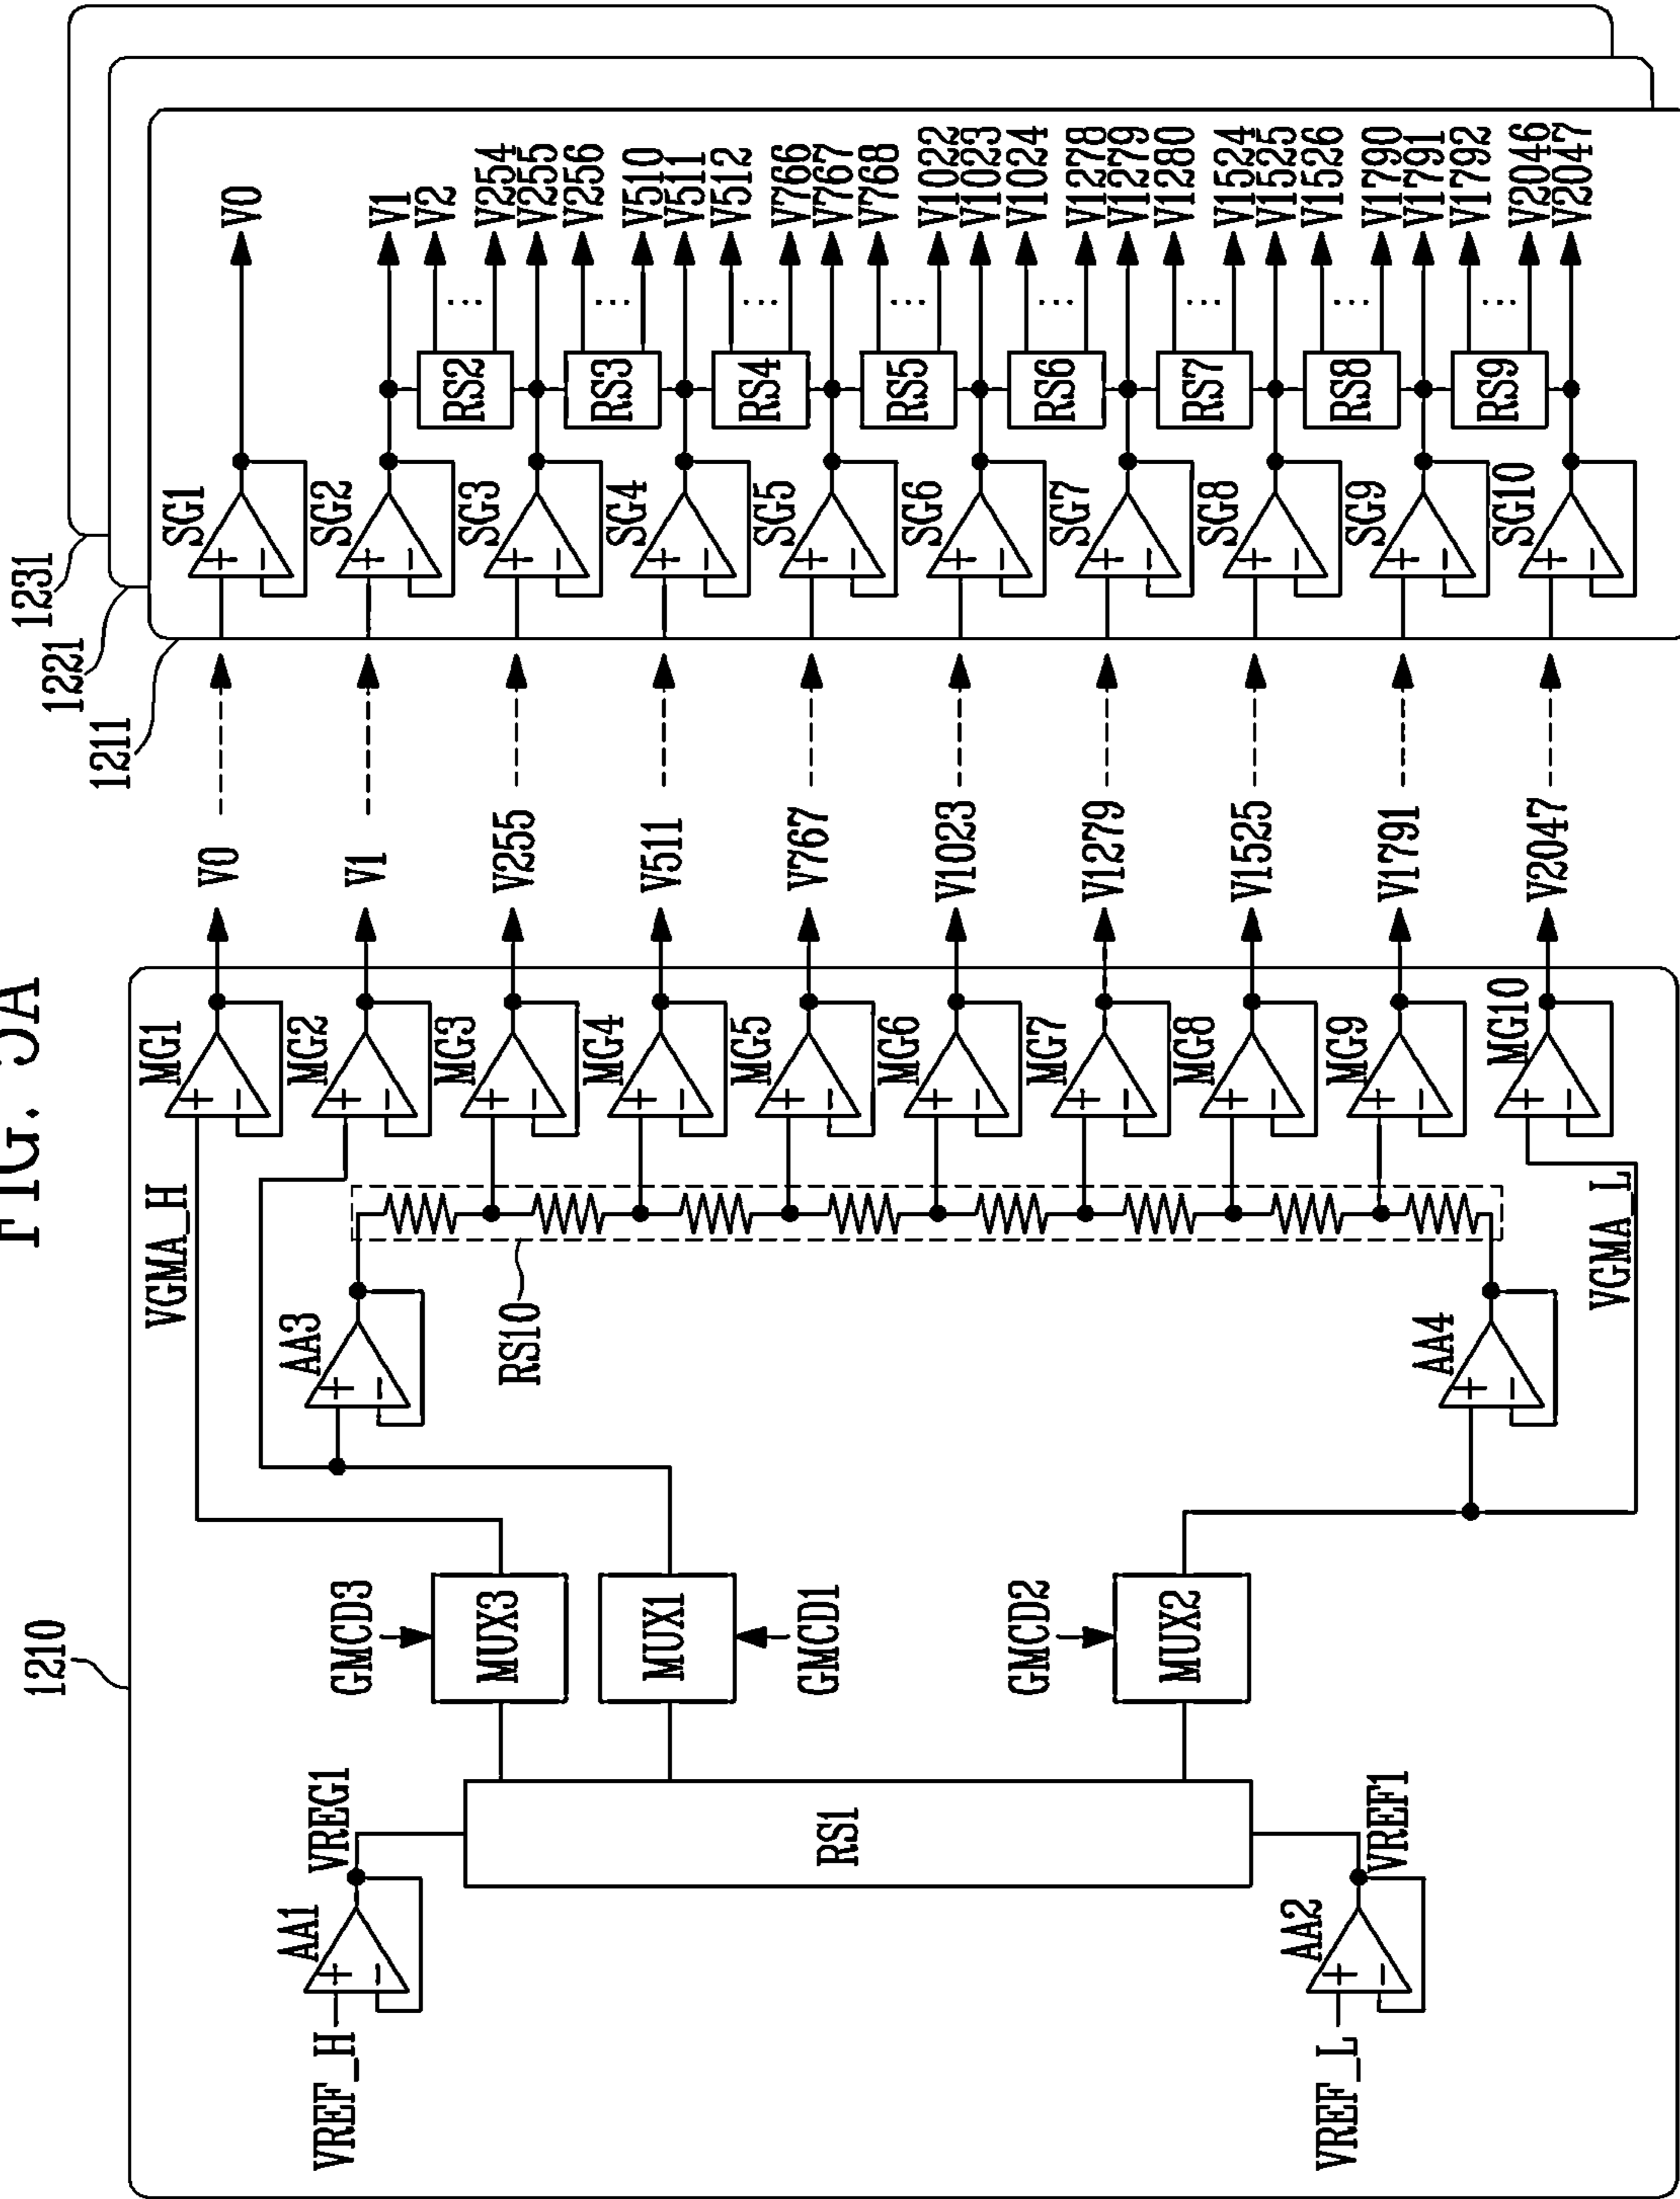 FIG. 5A
1210
1211
1221
1231
VREF_H
AA1
VREG1
RS1
VREF_L
AA2
VREF1
GMCD3
MUX3
MUX1
GMCD1
GMCD2
MUX2
VGMA_H
AA3
RS10
AA4
VGMA_L
MG1
MG2
MG3
MG4
MG5
MG6
MG7
MG8
MG9
MG10
V0
V1
V255
V511
V767
V1023
V1279
V1525
V1791
V2047
SG1
SG2
SG3
SG4
SG5
SG6
SG7
SG8
SG9
SG10
RS2
RS3
RS4
RS5
RS6
RS7
RS8
RS9
V0
V1
V2
V254
V255
V256
V510
V511
V512
V766
V767
V768
V1022
V1023
V1024
V1278
V1279
V1280
V1524
V1525
V1526
V1790
V1791
V1792
V2046
V2047